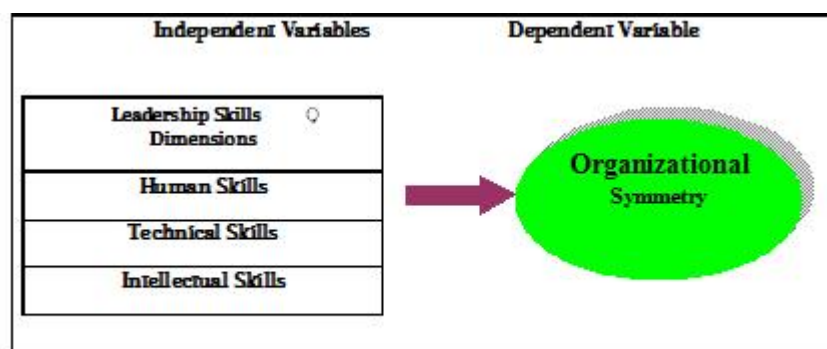 Independent Variables
Dependent Variable
Leadership Skills
Dimensions
Human Skills
Technical Skills
Intellectual Skills
Organizational
Symmetry